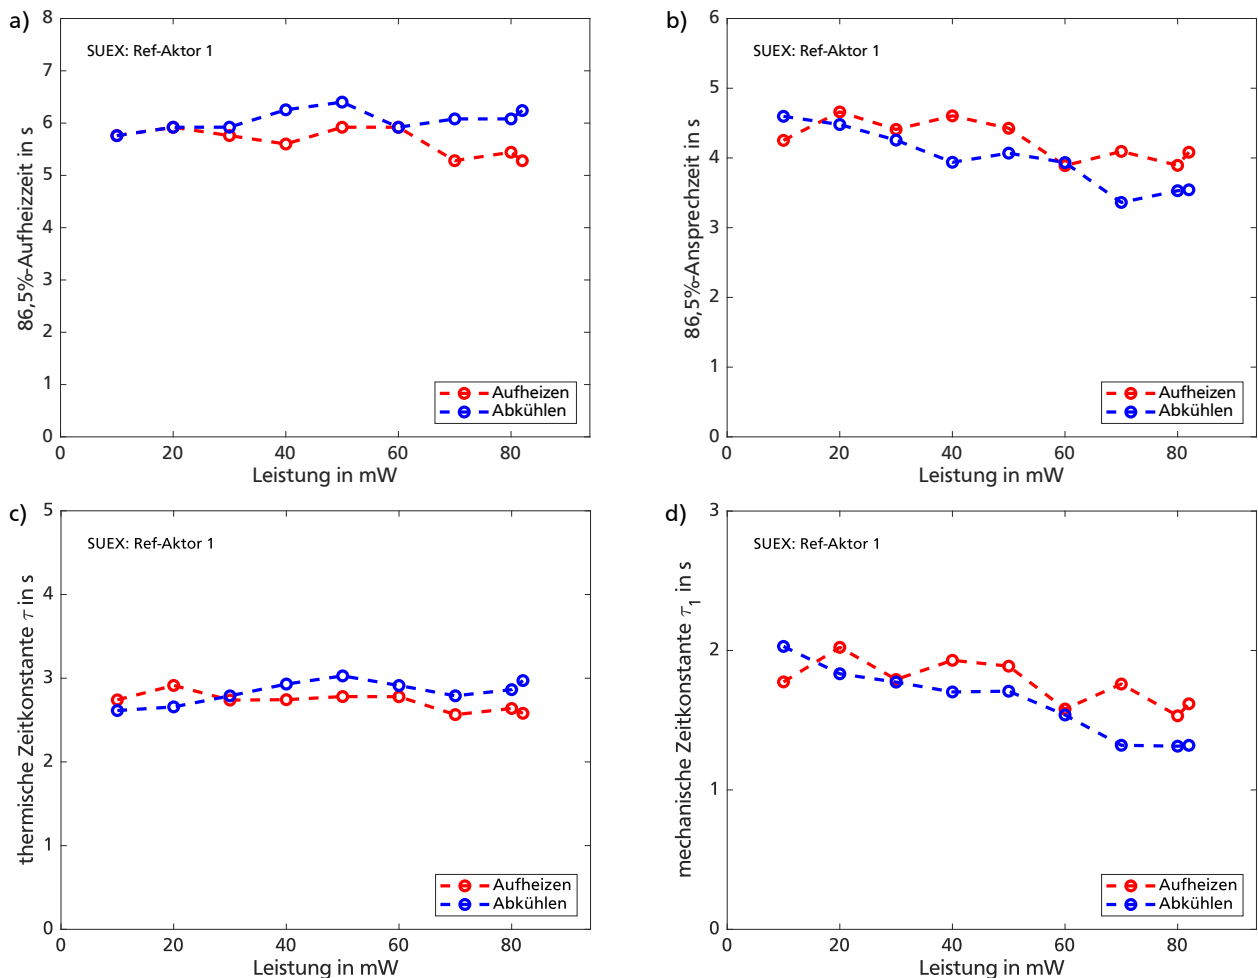 a)
SUEX: Ref-Aktor 1
86,5%-Aufheizzeit in s
8
7
6
5
4
3
2
1
0
0 20 40 60 80
Leistung in mW
Aufheizen
Abkühlen
b)
SUEX: Ref-Aktor 1
86,5%-Ansprechzeit in s
6
5
4
3
2
1
0
0 20 40 60 80
Leistung in mW
Aufheizen
Abkühlen
c)
SUEX: Ref-Aktor 1
thermische Zeitkonstante τ in s
5
4
3
2
1
0
0 20 40 60 80
Leistung in mW
Aufheizen
Abkühlen
d)
SUEX: Ref-Aktor 1
mechanische Zeitkonstante τ₁ in s
3
2
1
0
0 20 40 60 80
Leistung in mW
Aufheizen
Abkühlen